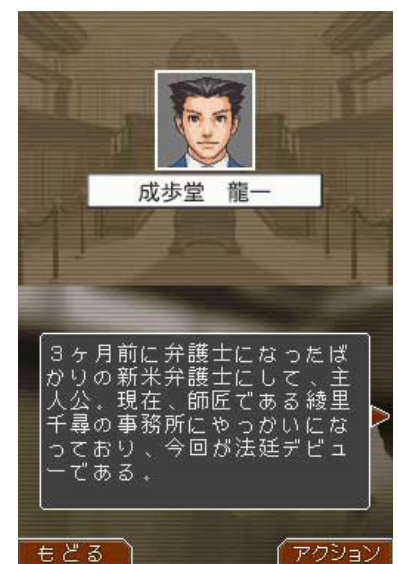 成歩堂 龍一
3ヶ月前に弁護士になったば
かりの新米弁護士にして、主
人公。現在、師匠である綾里
千尋の事務所にやっかいにな
っており、今回が法廷デビュ
ーである。
もどる
アクション